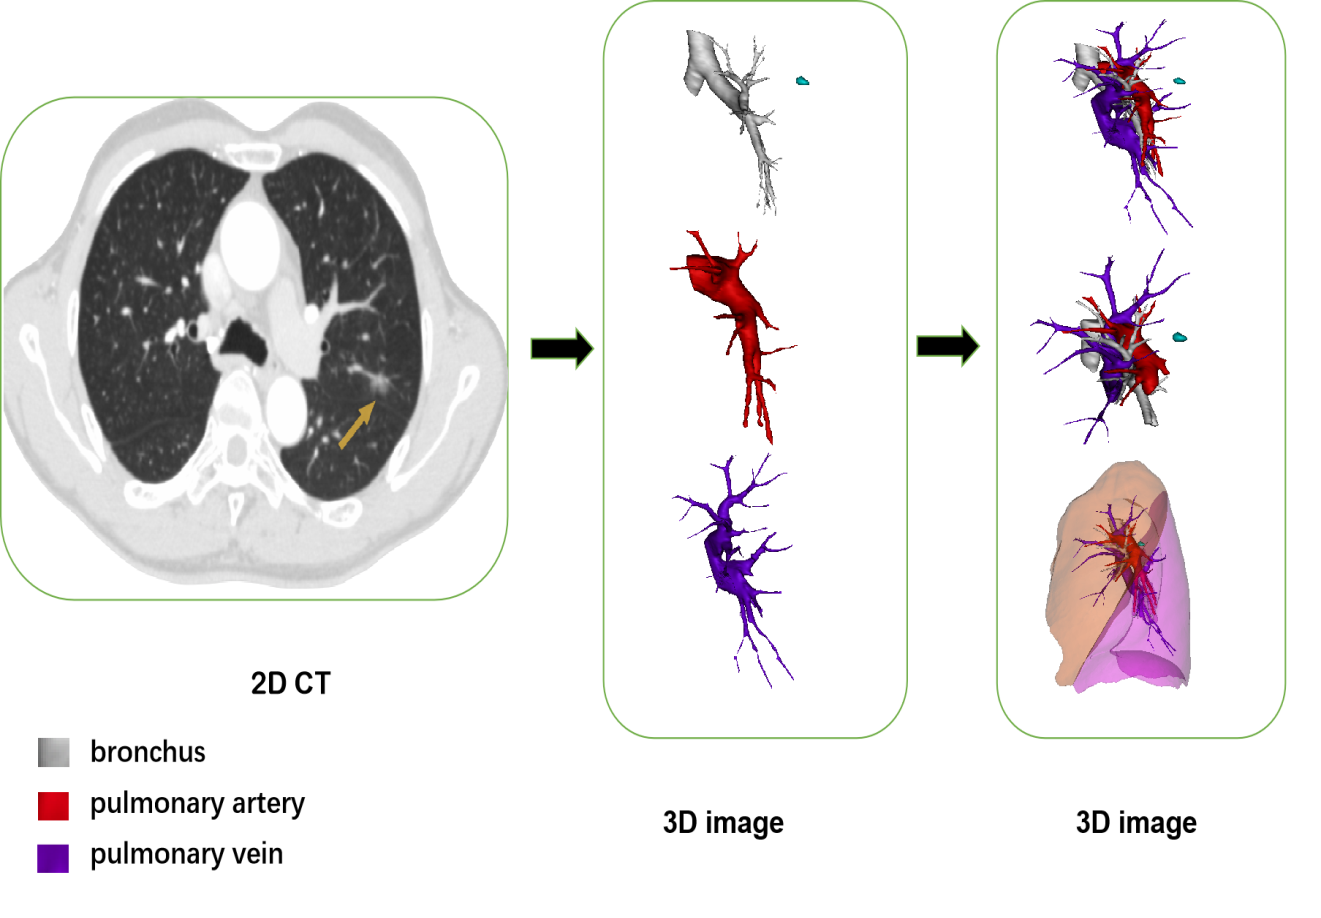 2D CT
bronchus
pulmonary artery
pulmonary vein
3D image
3D image